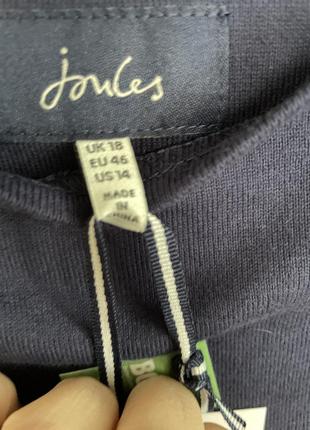 Joules
UK 18
EU 46
US 14
MADE
IN
CHINA